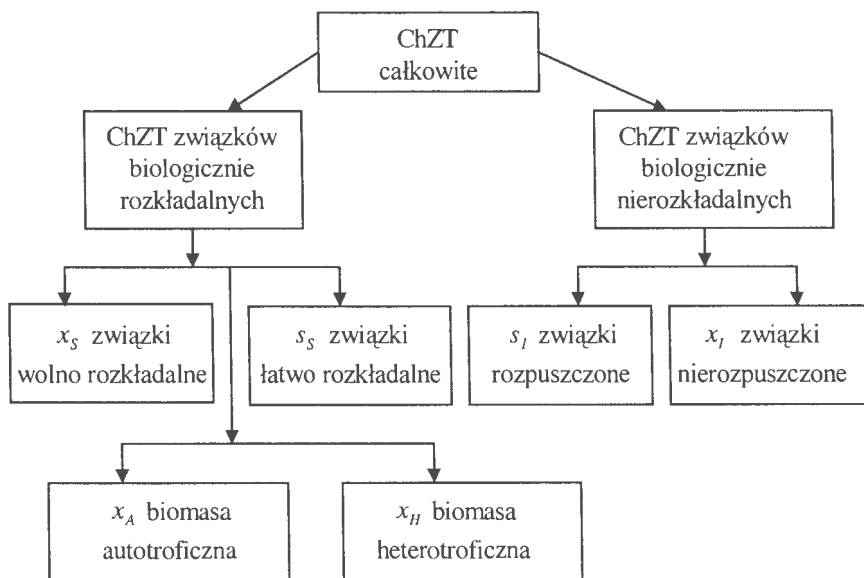 ChZT
całkowite
ChZT związków
biologicznie
rozkładalnych
ChZT związków
biologicznie
nierozkładalnych
x_S związki
wolno rozkładalne
s_S związki
łatwo rozkładalne
s_I związki
rozpuszczone
x_I związki
nierozpuszczone
x_A biomasa
autotroficzna
x_H biomasa
heterotroficzna